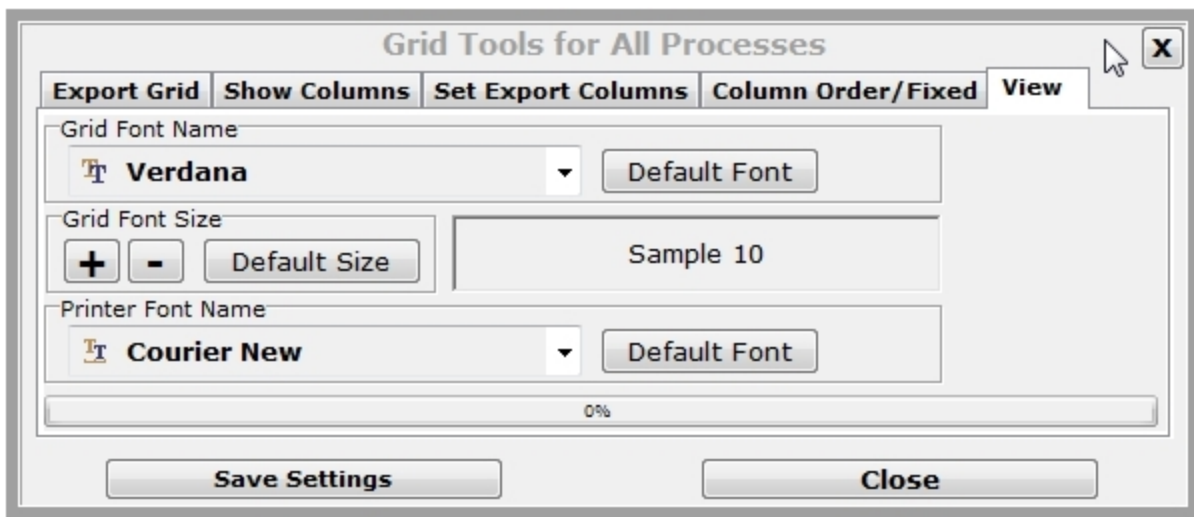 Grid Tools for All Processes
X
Export Grid Show Columns Set Export Columns Column Order/Fixed View
Grid Font Name
Verdana Default Font
Grid Font Size
+ - Default Size Sample 10
Printer Font Name
Courier New Default Font
0%
Save Settings Close